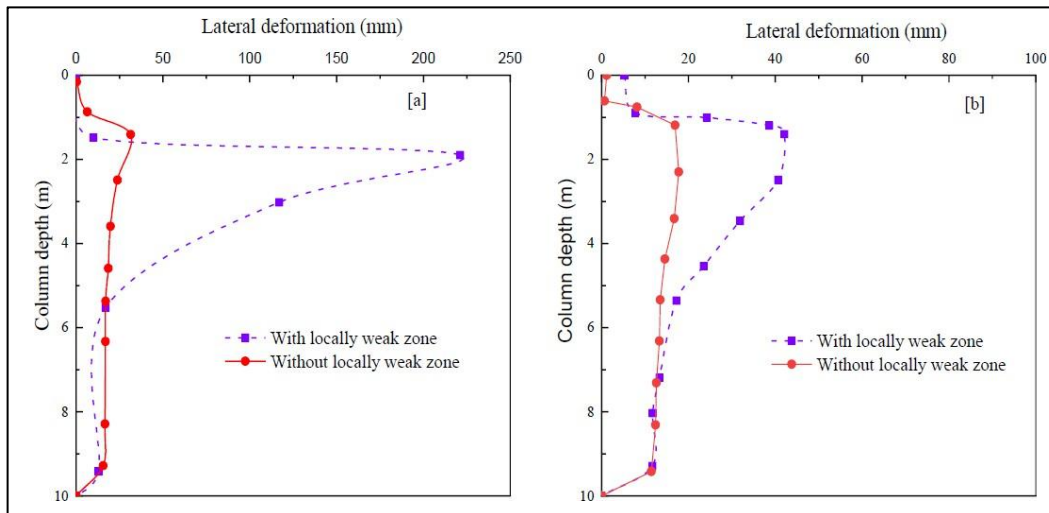 Lateral deformation (mm)
0 50 100 150 200 250
0
2
4
6
8
10
Column depth (m)
[a]
With locally weak zone
Without locally weak zone
Lateral deformation (mm)
0 20 40 60 80 100
0
2
4
6
8
10
Column depth (m)
[b]
With locally weak zone
Without locally weak zone